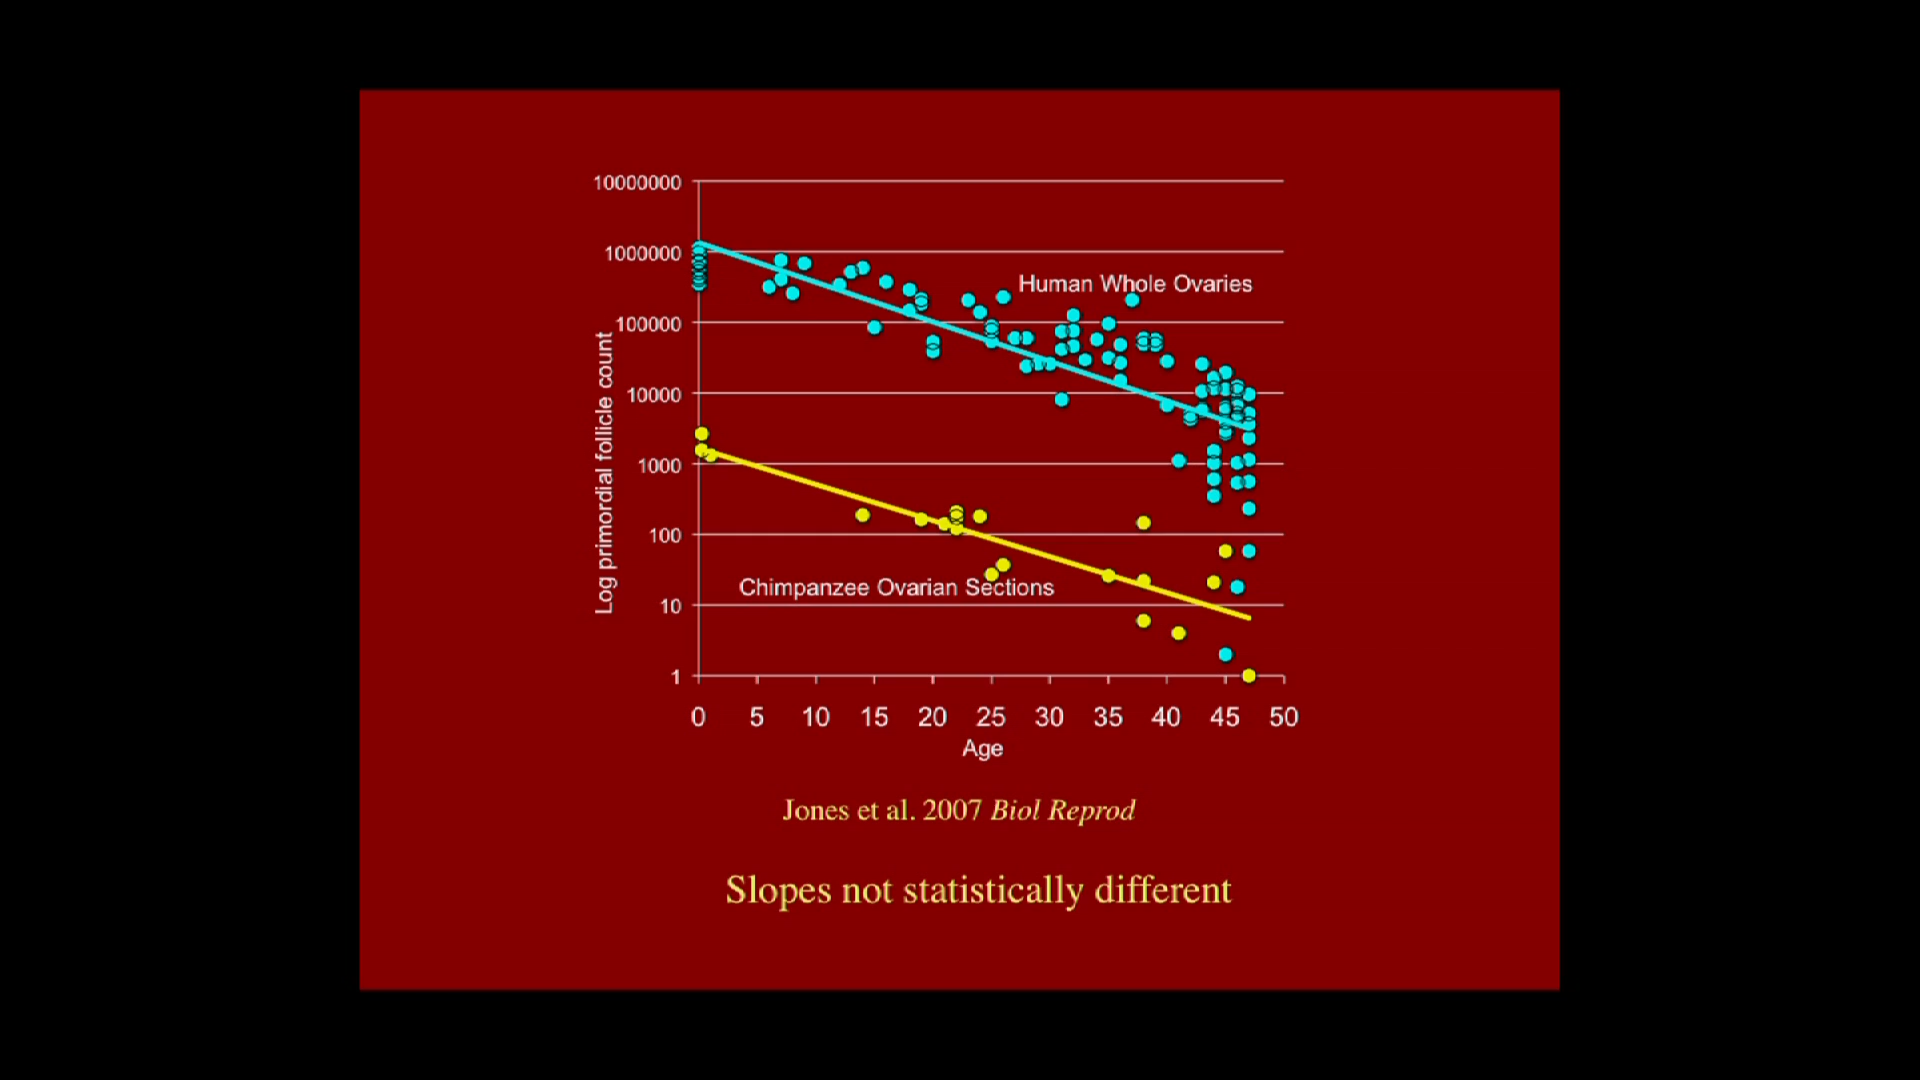 10000000
1000000
100000
10000
1000
100
10
1
Log primordial follicle count
Human Whole Ovaries
Chimpanzee Ovarian Sections
0 5 10 15 20 25 30 35 40 45 50
Age
Jones et al. 2007 Biol Reprod
Slopes not statistically different